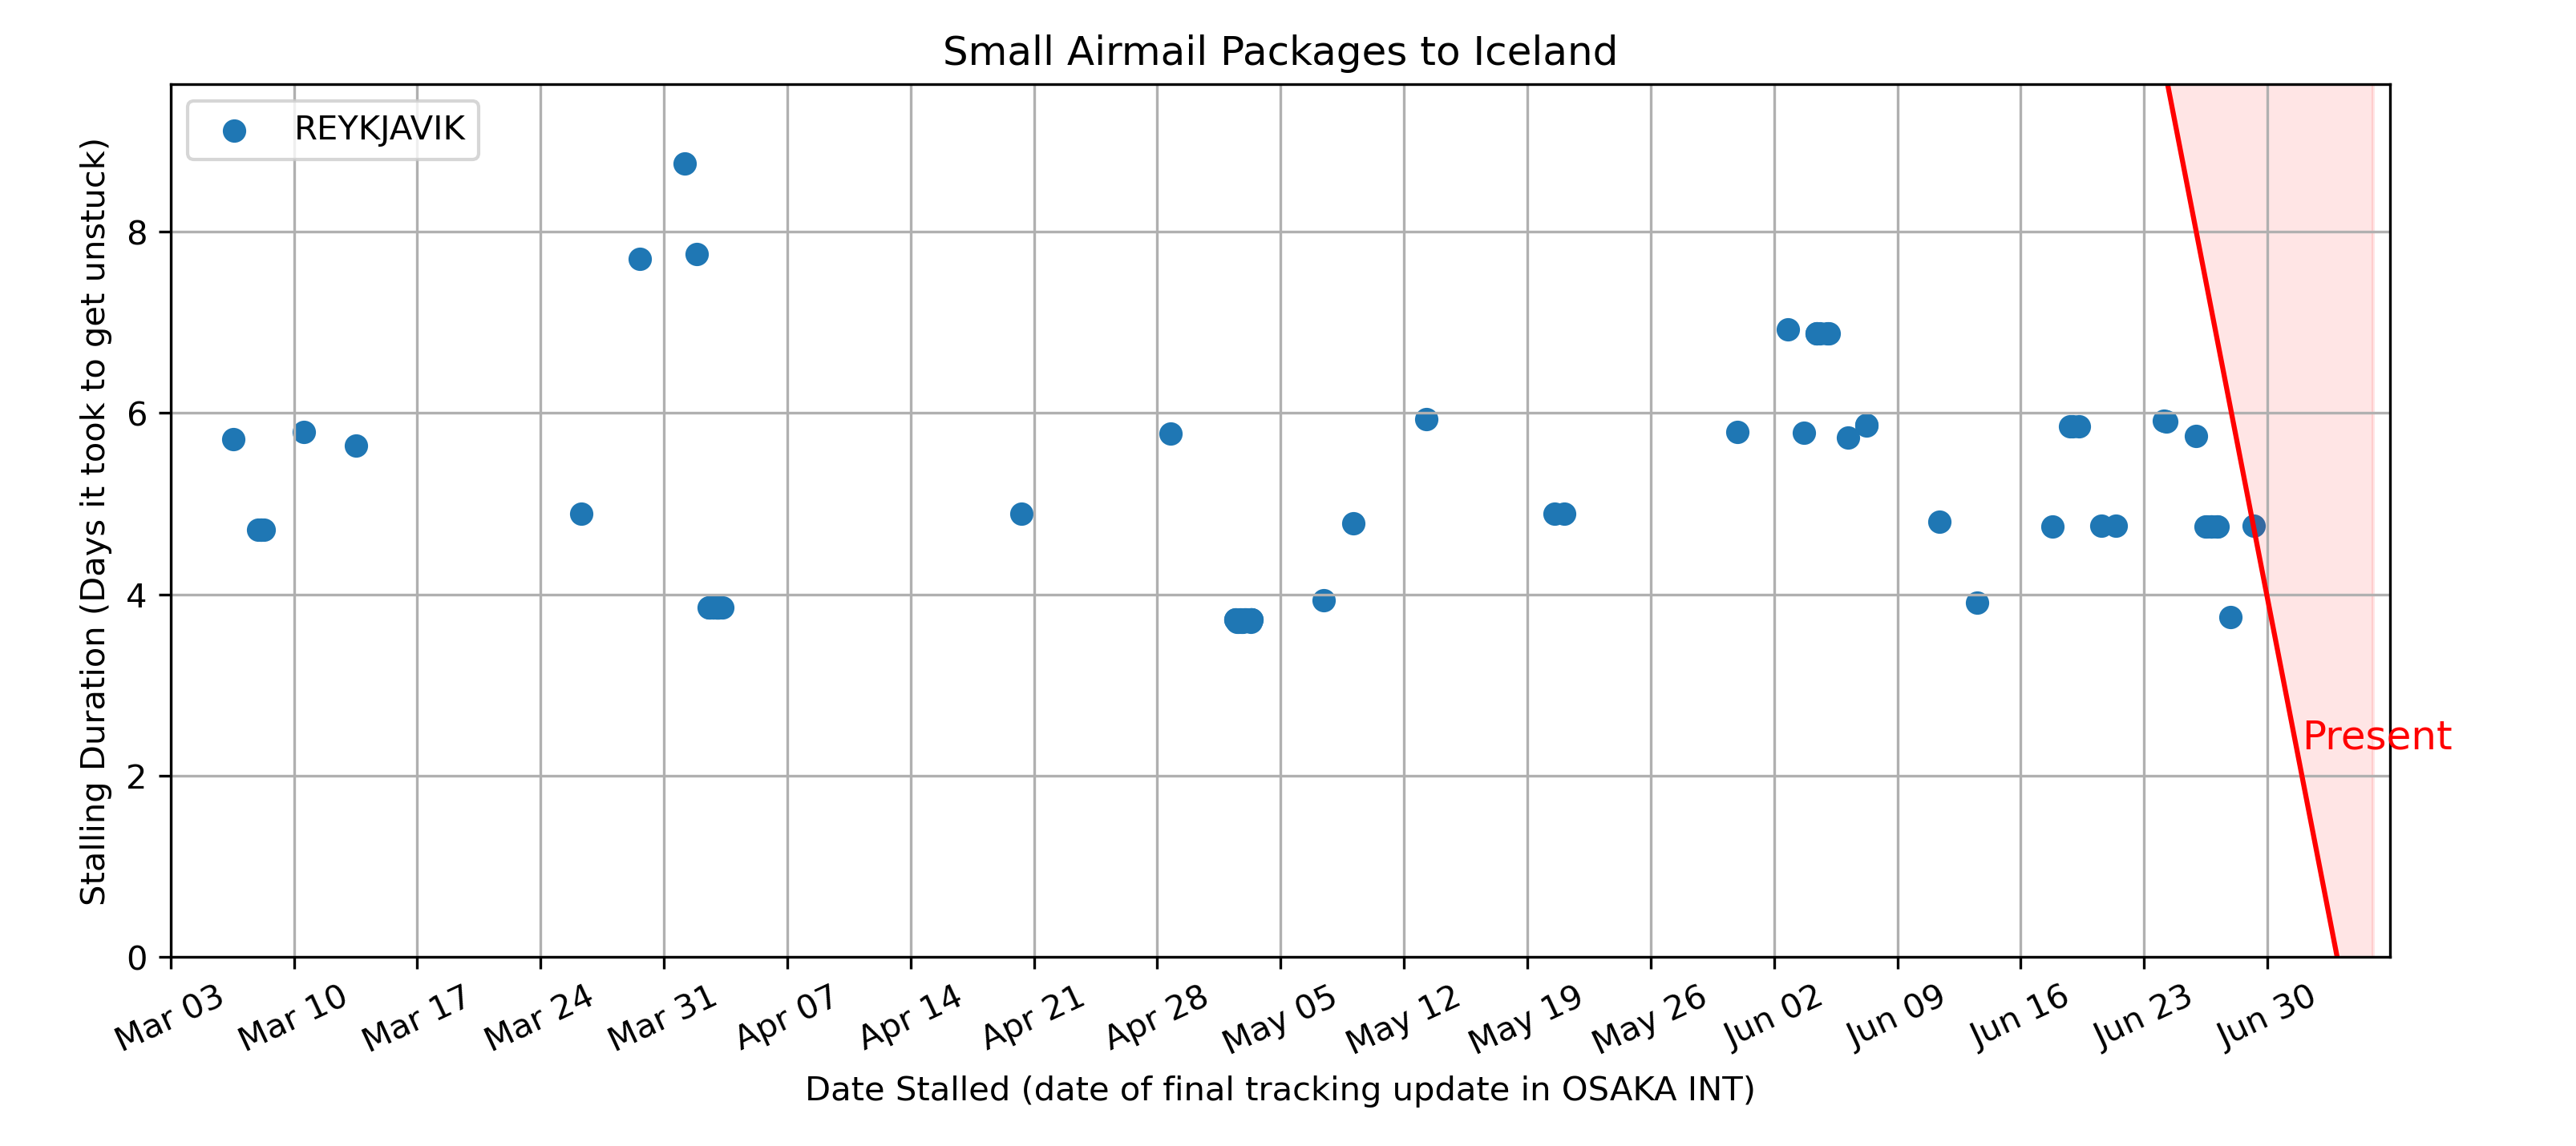 Small Airmail Packages to Iceland
REYKJAVIK
Stalling Duration (Days it took to get unstuck)
8
6
4
2
0
Present
Mar 03 Mar 10 Mar 17 Mar 24 Mar 31 Apr 07 Apr 14 Apr 21 Apr 28 May 05 May 12 May 19 May 26 Jun 02 Jun 09 Jun 16 Jun 23 Jun 30
Date Stalled (date of final tracking update in OSAKA INT)